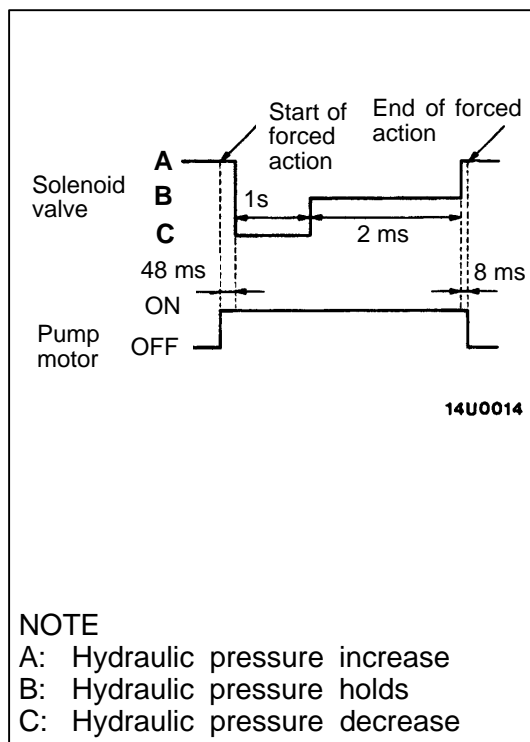 Start of
forced
action
End of forced
action
Solenoid
valve
A
B
C
1s
2 ms
48 ms
8 ms
ON
OFF
Pump
motor
14U0014
NOTE
A: Hydraulic pressure increase
B: Hydraulic pressure holds
C: Hydraulic pressure decrease